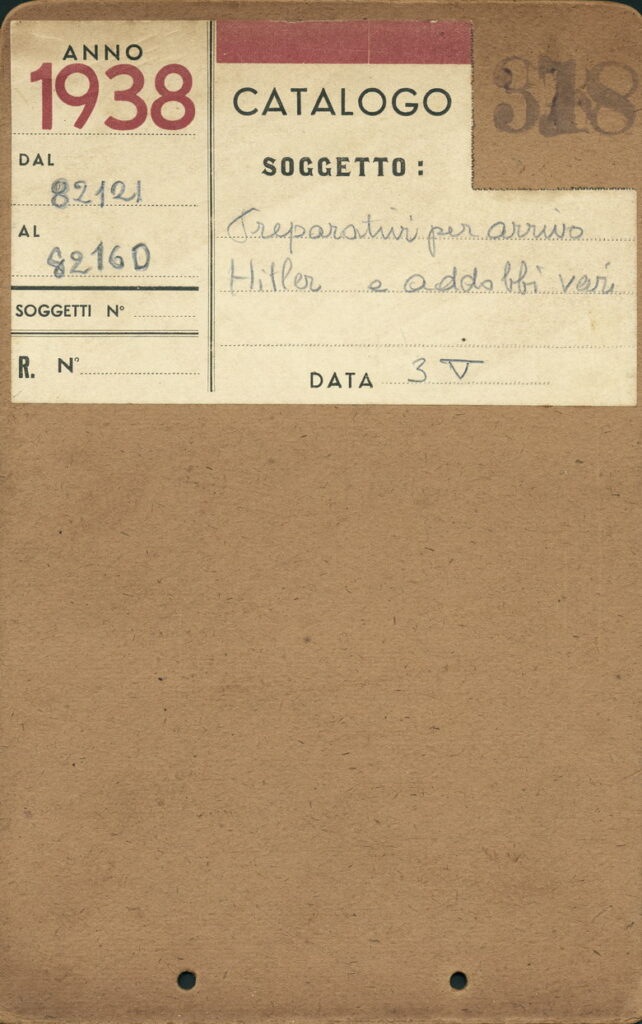 ANNO
1938
DAL
82121
AL
82160
SOGGETTI N°
R. N°
CATALOGO
SOGGETTO:
Preparativi per arrivo
Hitler e addobbi vari
DATA 3 V